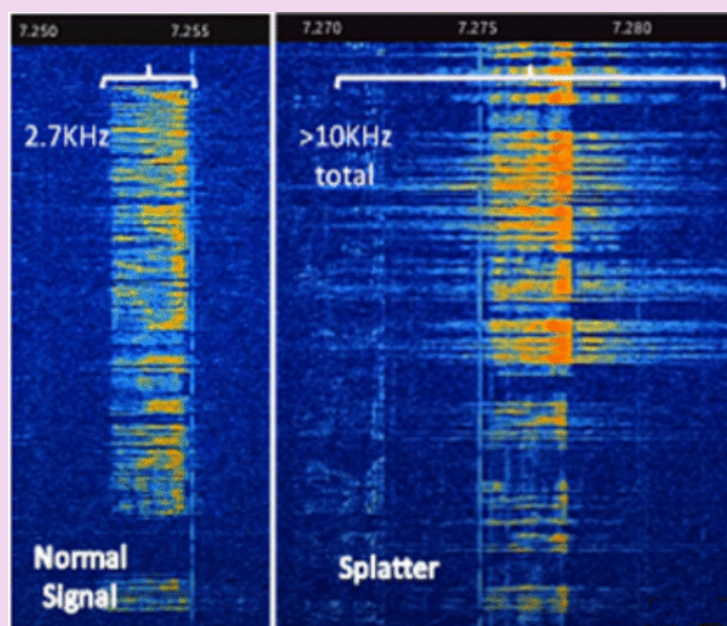 7.250 7.255
7.270 7.275 7.280
2.7KHz
>10KHz
total
Normal
Signal
Splatter